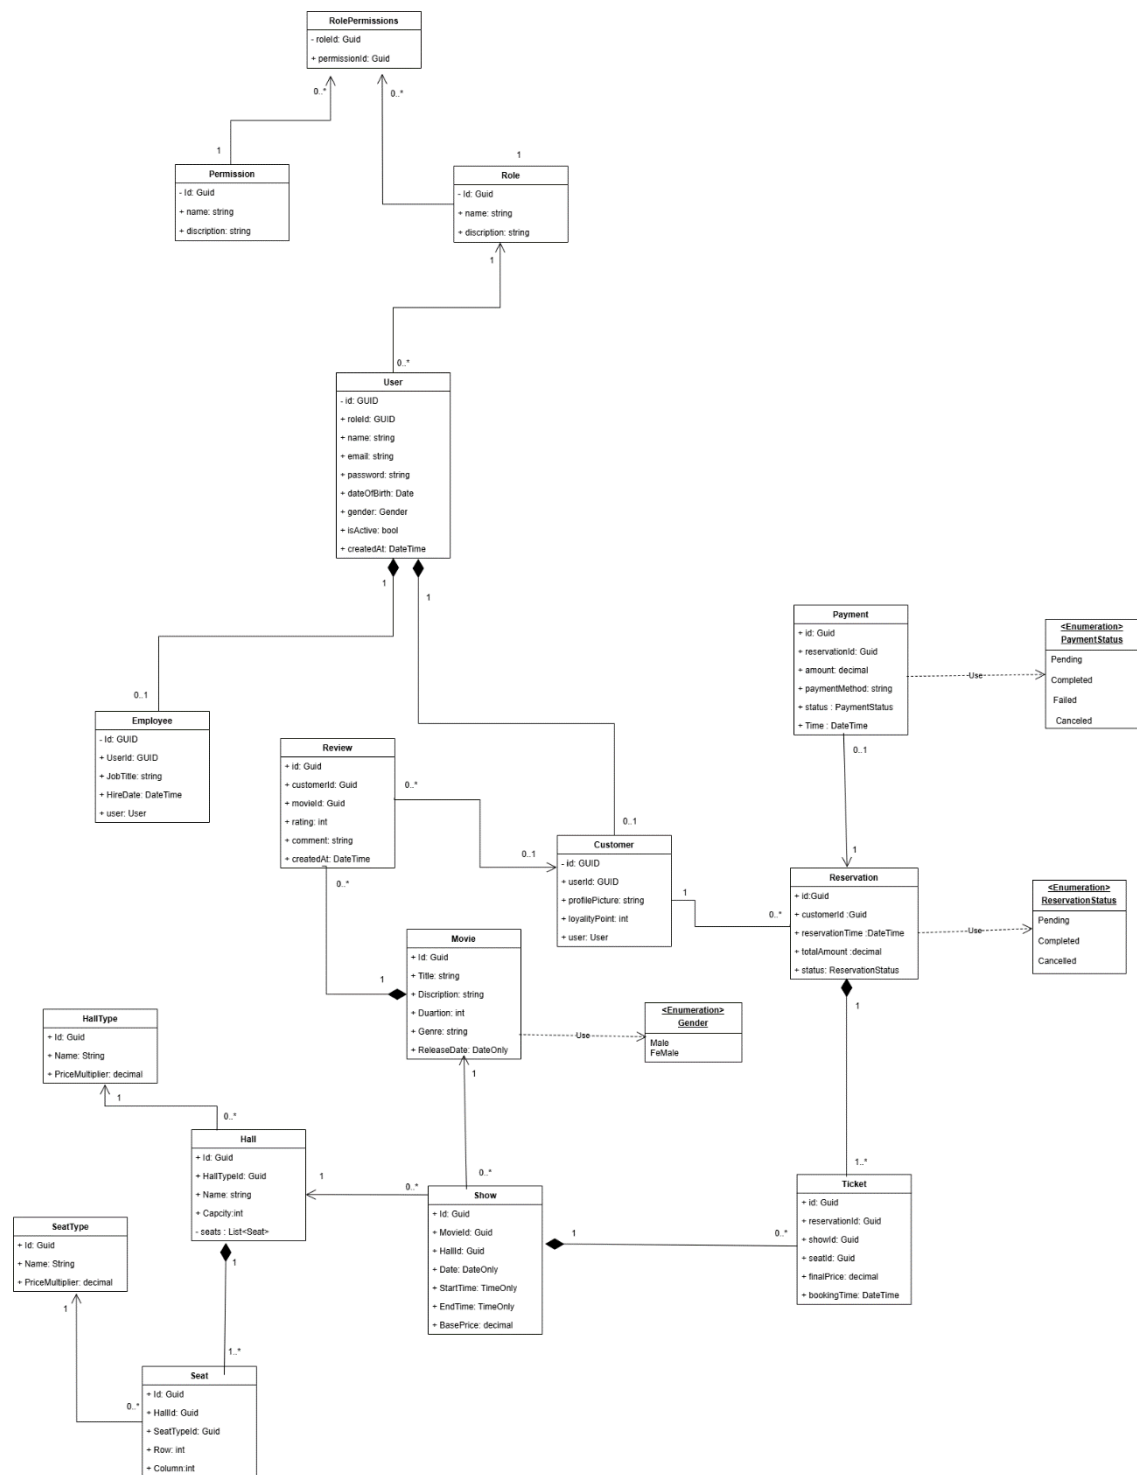 RolePermissions
- roleId: Guid
+ permissionId: Guid
0..*
0..*
1
1
Permission
- Id: Guid
+ name: string
+ discription: string
Role
- Id: Guid
+ name: string
+ discription: string
1
0..*
User
- id: GUID
+ roleId: GUID
+ name: string
+ email: string
+ password: string
+ dateOfBirth: Date
+ gender: Gender
+ isActive: bool
+ createdAt: DateTime
1
1
0..1
Employee
- Id: GUID
+ UserId: GUID
+ JobTitle: string
+ HireDate: DateTime
+ user: User
Payment
+ id: Guid
+ reservationId: Guid
+ amount: decimal
+ paymentMethod: string
+ status : PaymentStatus
+ Time : DateTime
Use
<Enumeration>
PaymentStatus
Pending
Completed
Failed
Canceled
0..1
1
Review
+ id: Guid
+ customerId: Guid
+ movieId: Guid
+ rating: int
+ comment: string
+ createdAt: DateTime
0..*
0..1
0..1
0..*
Customer
- id: GUID
+ userId: GUID
+ profilePicture: string
+ loyalityPoint: int
+ user: User
1
0..*
Reservation
+ id:Guid
+ customerId :Guid
+ reservationTime :DateTime
+ totalAmount :decimal
+ status: ReservationStatus
Use
<Enumeration>
ReservationStatus
Pending
Completed
Cancelled
1
Movie
+ Id: Guid
+ Title: string
+ Discription: string
+ Duartion: int
+ Genre: string
+ ReleaseDate: DateOnly
1
Use
<Enumeration>
Gender
Male
FeMale
1
HallType
+ Id: Guid
+ Name: String
+ PriceMultiplier: decimal
1
0..*
Hall
+ Id: Guid
+ HallTypeId: Guid
+ Name: string
+ Capcity:int
- seats : List<Seat>
1
0..*
0..*
1
Show
+ Id: Guid
+ MovieId: Guid
+ HallId: Guid
+ Date: DateOnly
+ StartTime: TimeOnly
+ EndTime: TimeOnly
+ BasePrice: decimal
1
0..*
1..*
Ticket
+ id: Guid
+ reservationId: Guid
+ showId: Guid
+ seatId: Guid
+ finalPrice: decimal
+ bookingTime: DateTime
SeatType
+ Id: Guid
+ Name: String
+ PriceMultiplier: decimal
1
1..*
0..*
Seat
+ Id: Guid
+ HallId: Guid
+ SeatTypeId: Guid
+ Row: int
+ Column:int